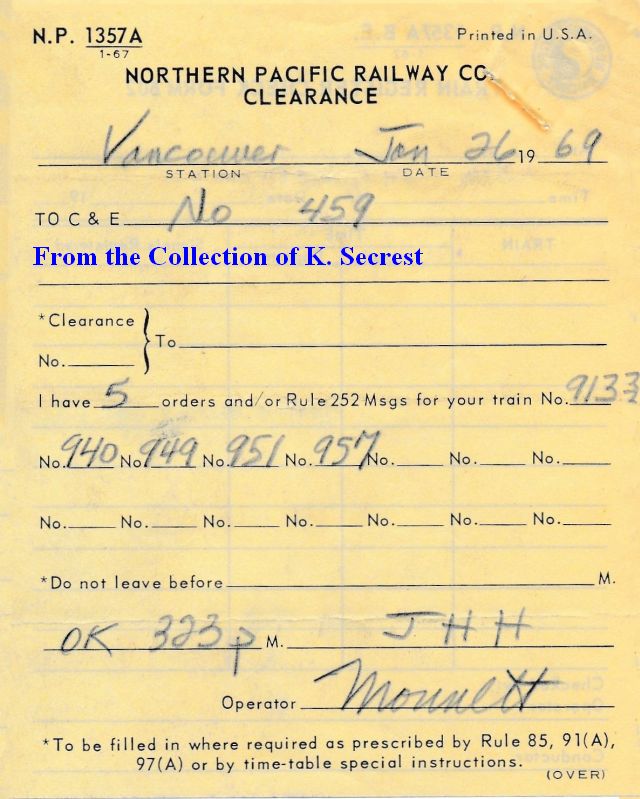 N.P. 1357A Printed in U.S.A.
1-67
NORTHERN PACIFIC RAILWAY CO.
CLEARANCE
Vancouver Jan 26 19 69
STATION DATE
TO C & E No 459
From the Collection of K. Secrest
*Clearance
To
No.
I have 5 orders and/or Rule 252 Msgs for your train No. 933
No. 940 No. 949 No. 951 No. 957 No. No. No.
No. No. No. No. No. No. No.
*Do not leave before M.
OK 323 p M. J H H
Operator
*To be filled in where required as prescribed by Rule 85, 91(A),
97(A) or by time-table special instructions.
(OVER)